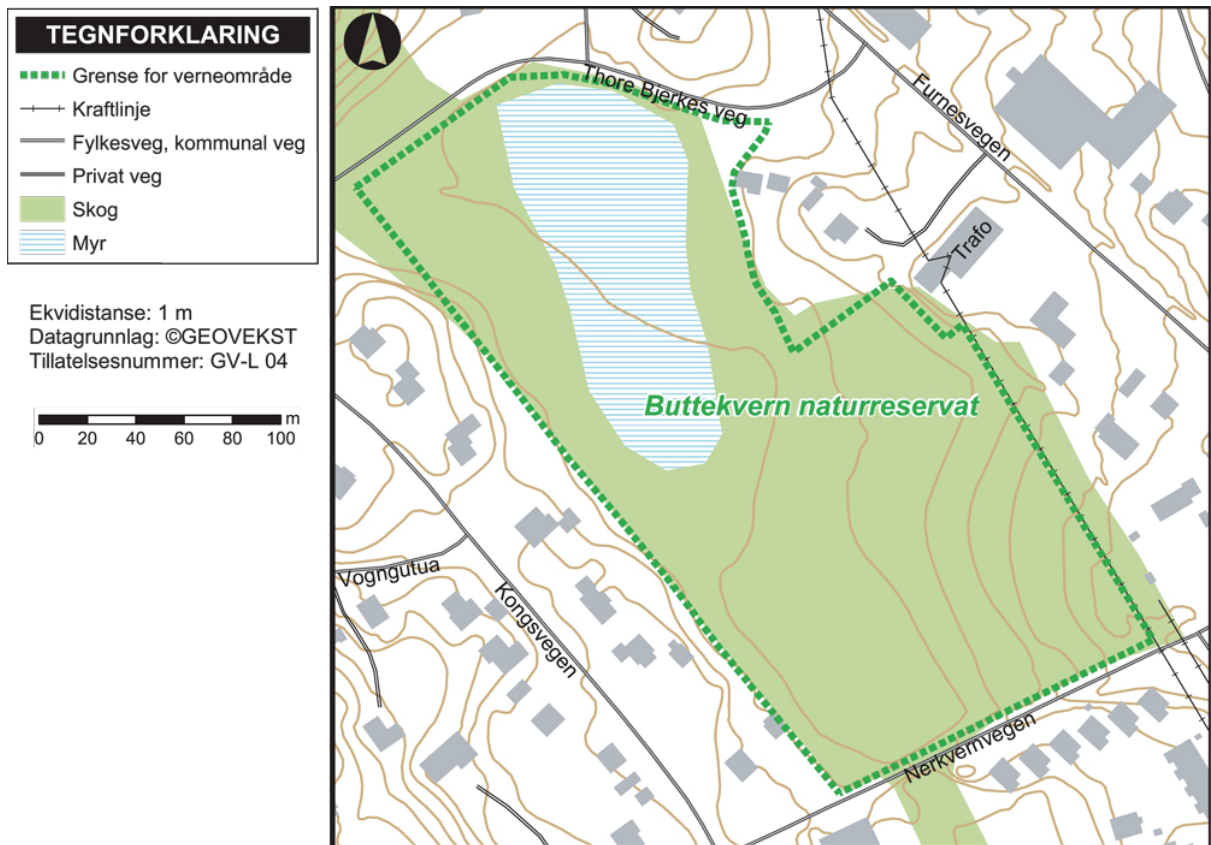 TEGNFORKLARING
Grense for verneområde
Kraftlinje
Fylkesveg, kommunal veg
Privat veg
Skog
Myr
Ekvidistanse: 1 m
Datagrunnlag: ©GEOVEKST
Tillatelsesnummer: GV-L 04
m
0 20 40 60 80 100
Thore Bjerkes veg
Furnesvegen
Trafo
Buttekvern naturreservat
Vogngutua
Kongsvegen
Nerkvernvegen